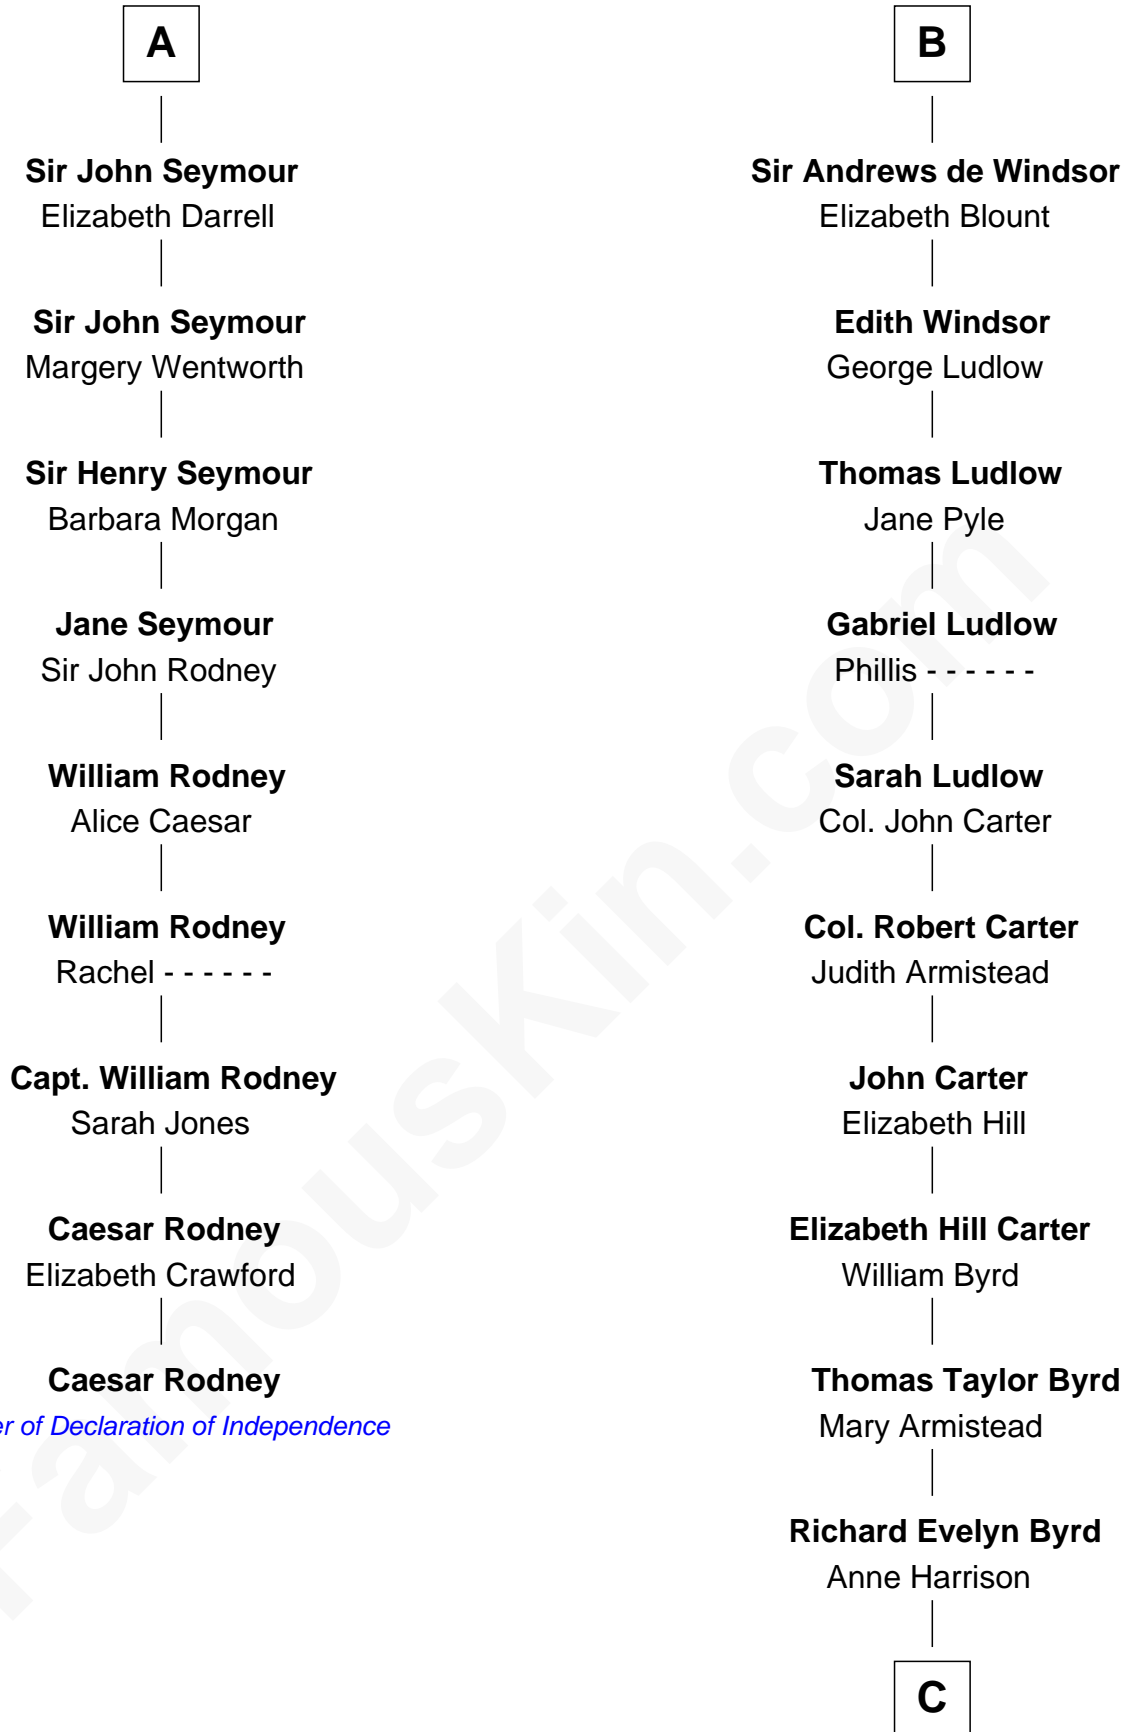 A
Sir John Seymour
Elizabeth Darrell
Sir John Seymour
Margery Wentworth
Sir Henry Seymour
Barbara Morgan
Jane Seymour
Sir John Rodney
William Rodney
Alice Caesar
William Rodney
Rachel - - - - - -
Capt. William Rodney
Sarah Jones
Caesar Rodney
Elizabeth Crawford
Caesar Rodney
er of Declaration of Independence
B
Sir Andrews de Windsor
Elizabeth Blount
Edith Windsor
George Ludlow
Thomas Ludlow
Jane Pyle
Gabriel Ludlow
Phillis - - - - - -
Sarah Ludlow
Col. John Carter
Col. Robert Carter
Judith Armistead
John Carter
Elizabeth Hill
Elizabeth Hill Carter
William Byrd
Thomas Taylor Byrd
Mary Armistead
Richard Evelyn Byrd
Anne Harrison
C
FamousKin.com